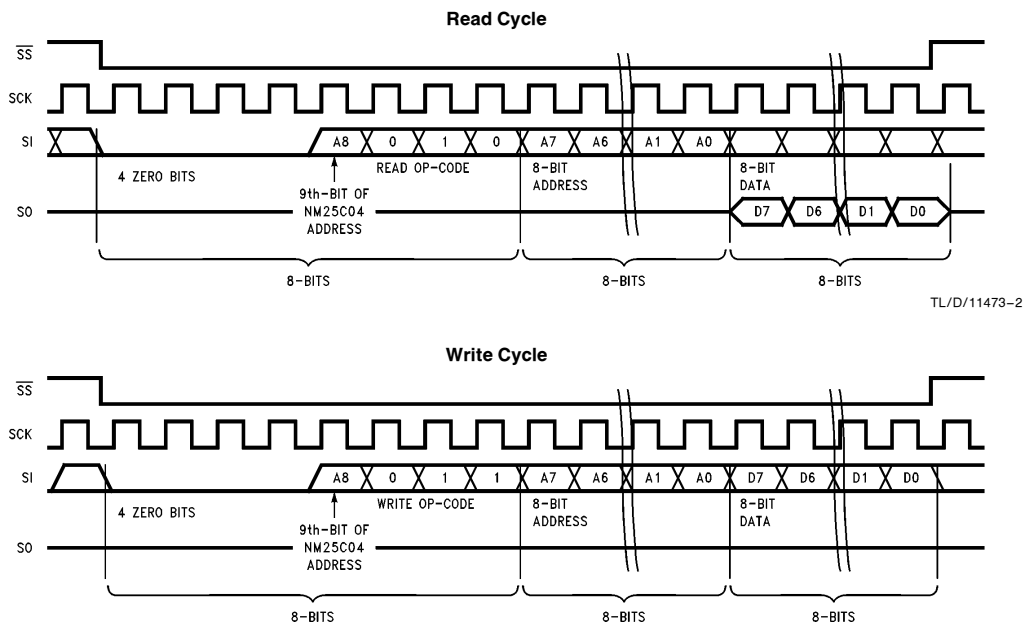 Read Cycle
SS
SCK
SI A8 0 1 0 A7 A6 A1 A0
4 ZERO BITS
READ OP-CODE
8-BIT
ADDRESS
8-BIT
DATA
9th-BIT OF
NM25C04
ADDRESS
SO D7 D6 D1 D0
8-BITS 8-BITS 8-BITS
TL/D/11473-2
Write Cycle
SS
SCK
SI A8 0 1 1 A7 A6 A1 A0 D7 D6 D1 D0
4 ZERO BITS
WRITE OP-CODE
8-BIT
ADDRESS
8-BIT
DATA
9th-BIT OF
NM25C04
ADDRESS
SO
8-BITS 8-BITS 8-BITS